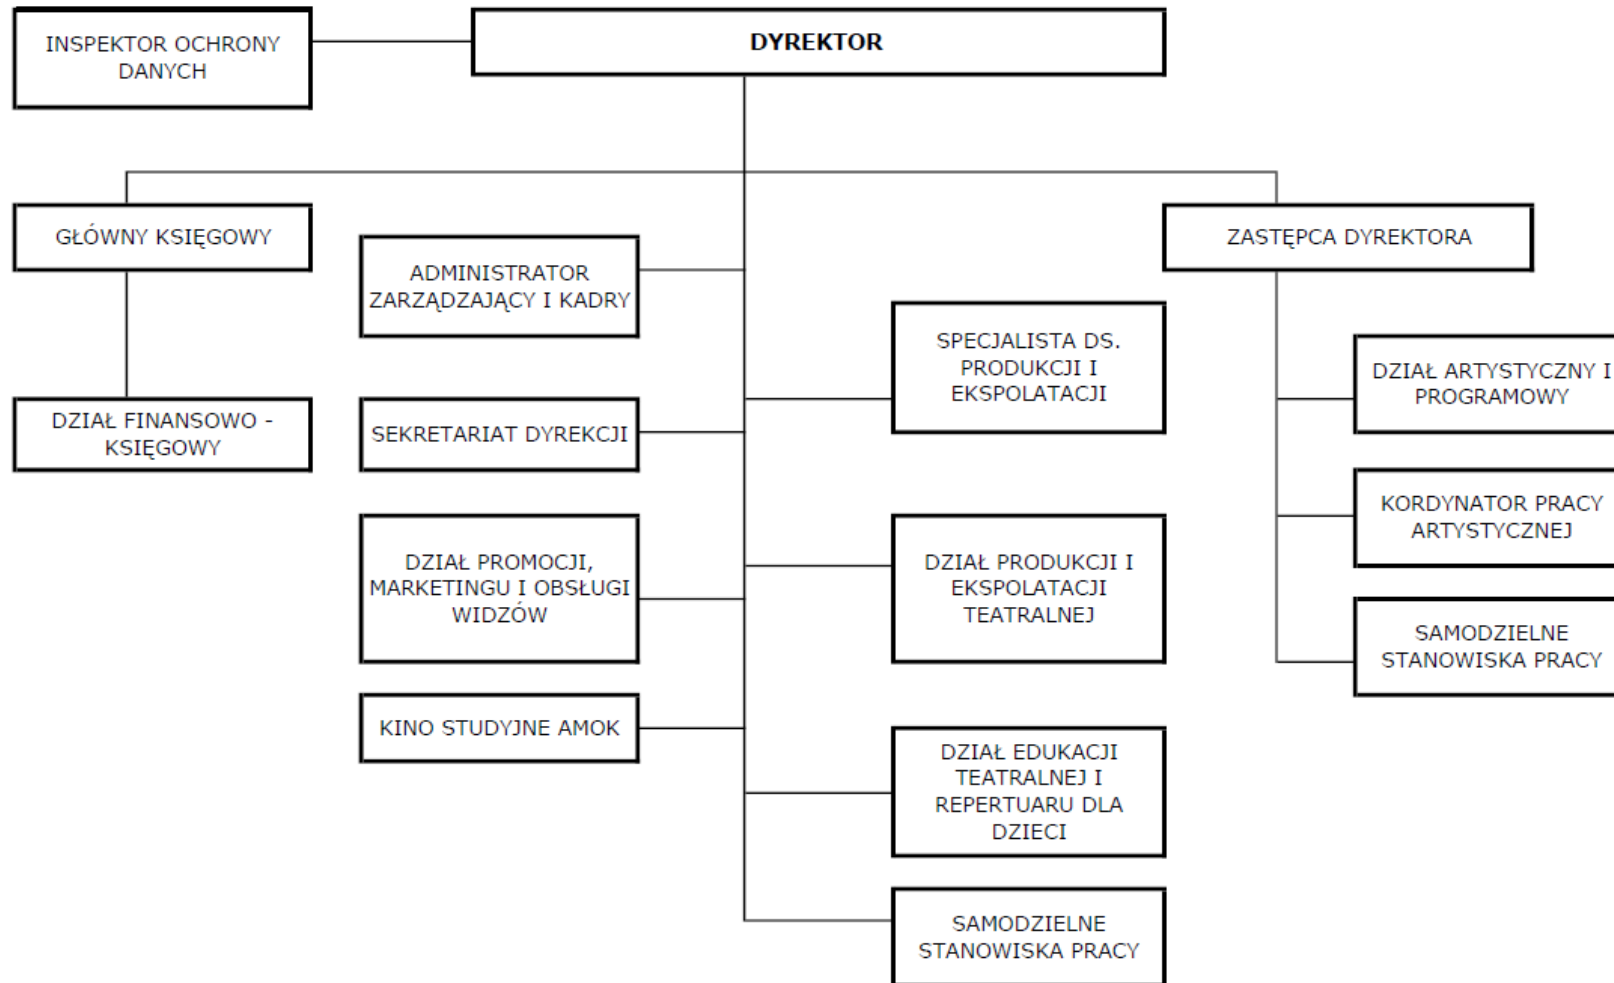 INSPEKTOR OCHRONY
DANYCH
DYREKTOR
GŁÓWNY KSIĘGOWY
ZASTĘPCA DYREKTORA
ADMINISTRATOR
ZARZĄDZAJĄCY I KADRY
SPECJALISTA DS.
PRODUKCJI I
EKSPOLATACJI
DZIAŁ ARTYSTYCZNY I
PROGRAMOWY
DZIAŁ FINANSOWO -
KSIĘGOWY
SEKRETARIAT DYREKCJI
KORDYNATOR PRACY
ARTYSTYCZNEJ
DZIAŁ PROMOCJI,
MARKETINGU I OBSŁUGI
WIDZÓW
DZIAŁ PRODUKCJI I
EKSPOLATACJI
TEATRALNEJ
SAMODZIELNE
STANOWISKA PRACY
KINO STUDYJNE AMOK
DZIAŁ EDUKACJI
TEATRALNEJ I
REPERTUARU DLA
DZIECI
SAMODZIELNE
STANOWISKA PRACY